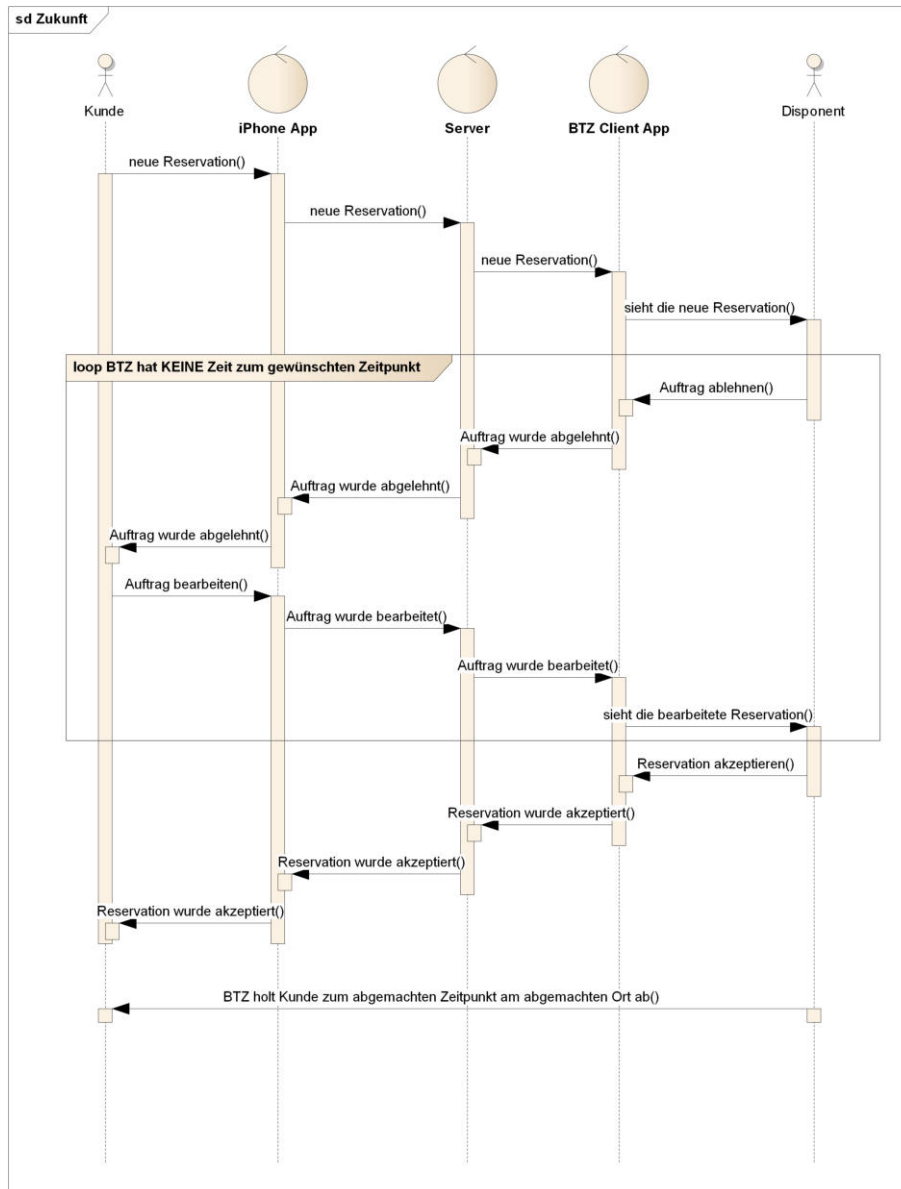 sd Zukunft
Kunde
iPhone App
Server
BTZ Client App
Disponent
neue Reservation()
neue Reservation()
neue Reservation()
sieht die neue Reservation()
loop BTZ hat KEINE Zeit zum gewünschten Zeitpunkt
Auftrag ablehnen()
Auftrag wurde abgelehnt()
Auftrag wurde abgelehnt()
Auftrag wurde abgelehnt()
Auftrag bearbeiten()
Auftrag wurde bearbeitet()
Auftrag wurde bearbeitet()
sieht die bearbeitete Reservation()
Reservation akzeptieren()
Reservation wurde akzeptiert()
Reservation wurde akzeptiert()
Reservation wurde akzeptiert()
BTZ holt Kunde zum abgemachten Zeitpunkt am abgemachten Ort ab()